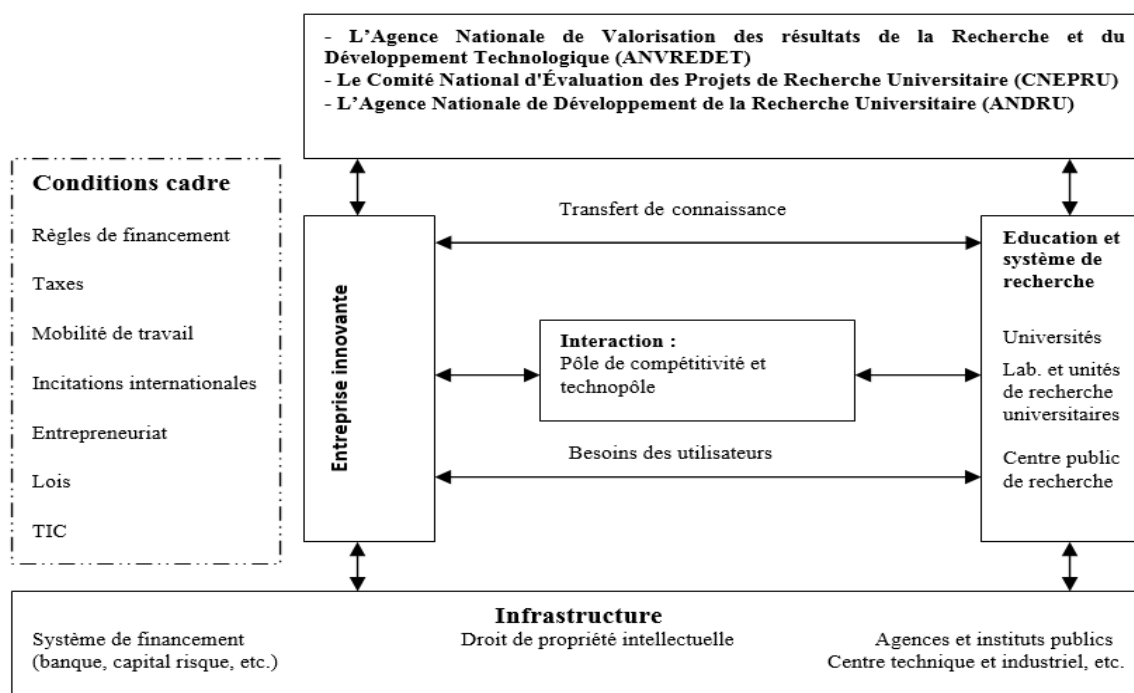 - L’Agence Nationale de Valorisation des résultats de la Recherche et du
Développement Technologique (ANVREDET)
- Le Comité National d'Évaluation des Projets de Recherche Universitaire (CNEPRU)
- L’Agence Nationale de Développement de la Recherche Universitaire (ANDRU)
Conditions cadre
Règles de financement
Taxes
Mobilité de travail
Incitations internationales
Entrepreneuriat
Lois
TIC
Entreprise innovante
Transfert de connaissance
Interaction :
Pôle de compétitivité et
technopôle
Besoins des utilisateurs
Education et
système de
recherche
Universités
Lab. et unités
de recherche
universitaires
Centre public
de recherche
Infrastructure
Système de financement
(banque, capital risque, etc.)
Droit de propriété intellectuelle
Agences et instituts publics
Centre technique et industriel, etc.